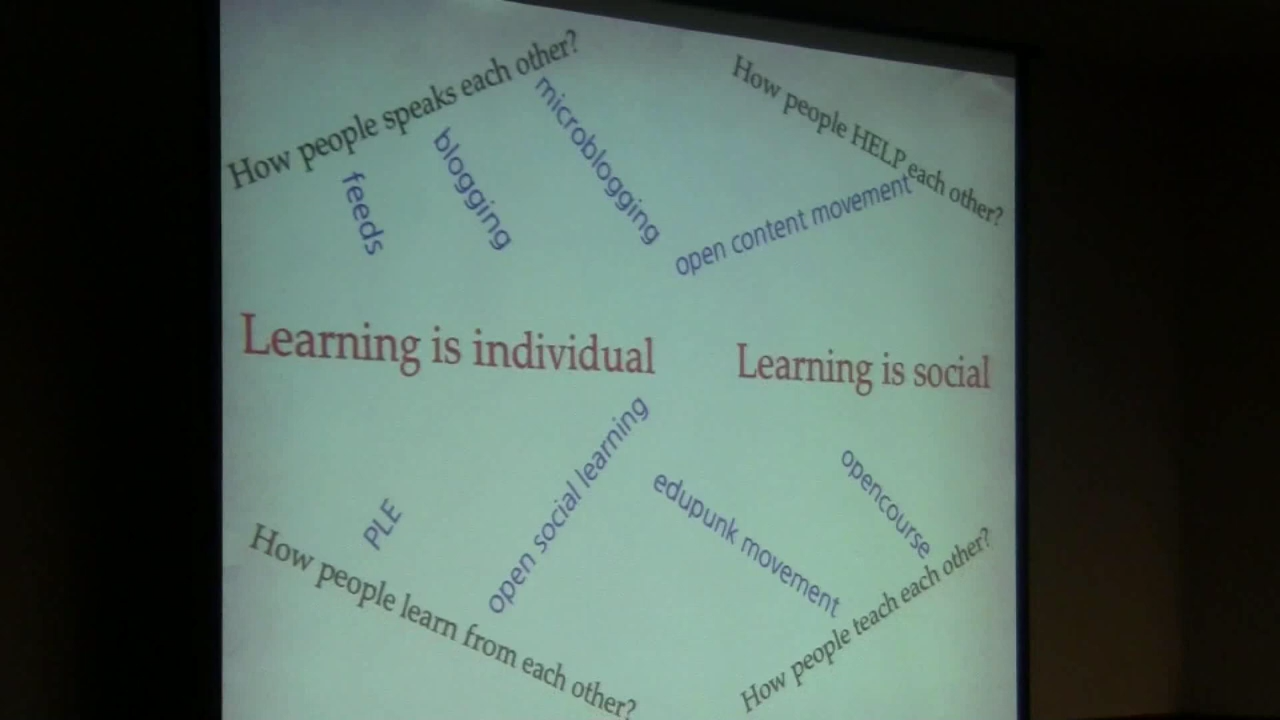 How people speaks each other?
How people HELP each other?
microblogging
blogging
feeds
open content movement
Learning is individual
Learning is social
open social learning
PLE
edupunk movement
opencourse
How people learn from each other?
How people teach each other?